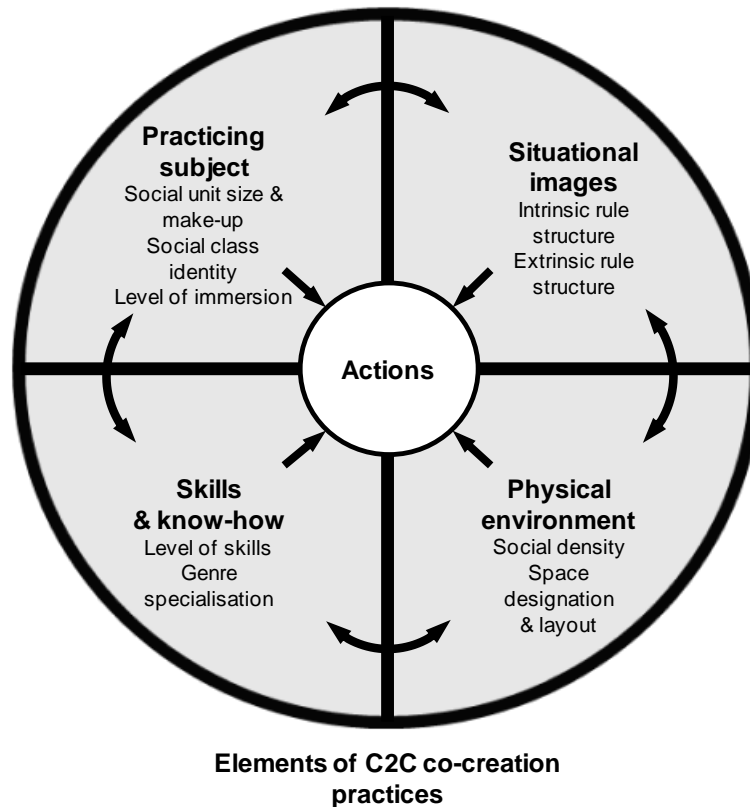 Practicing
subject
Social unit size &
make-up
Social class
identity
Level of immersion
Situational
images
Intrinsic rule
structure
Extrinsic rule
structure
Actions
Skills
& know-how
Level of skills
Genre
specialisation
Physical
environment
Social density
Space
designation
& layout
Elements of C2C co-creation
practices